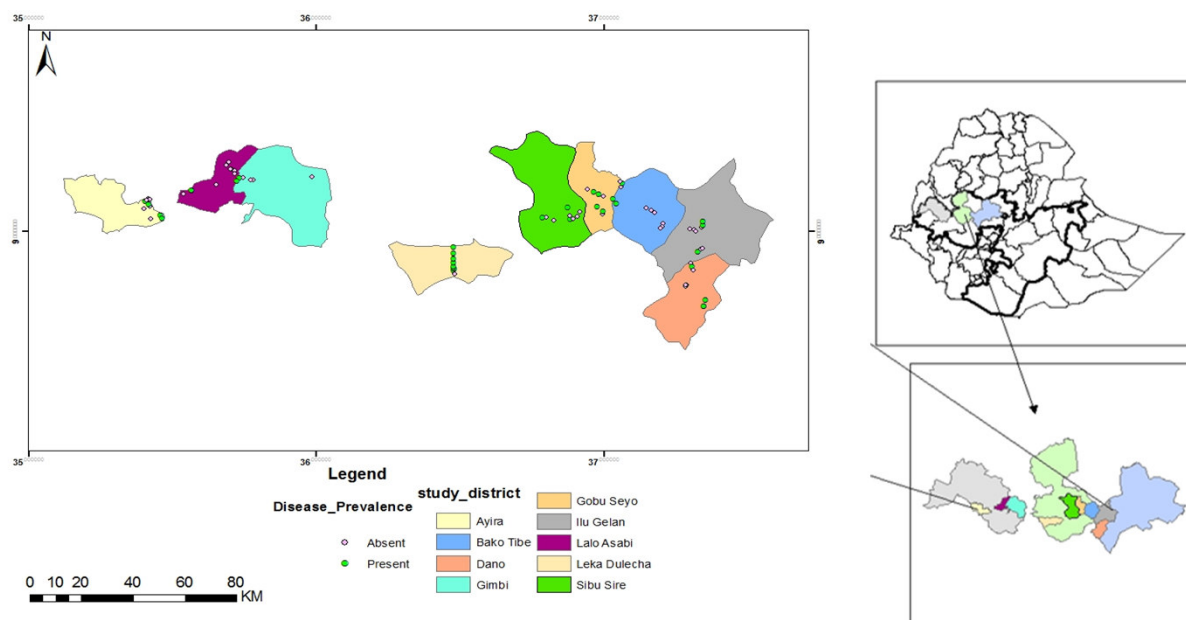 35 36 37
N
9 9
35 36 37
Legend
Disease_Prevalence
Absent
Present
study_district
Ayira
Bako Tibe
Dano
Gimbi
Gobu Seyo
Ilu Gelan
Lalo Asabi
Leka Dulecha
Sibu Sire
0 5 10 20 40 60 80
KM